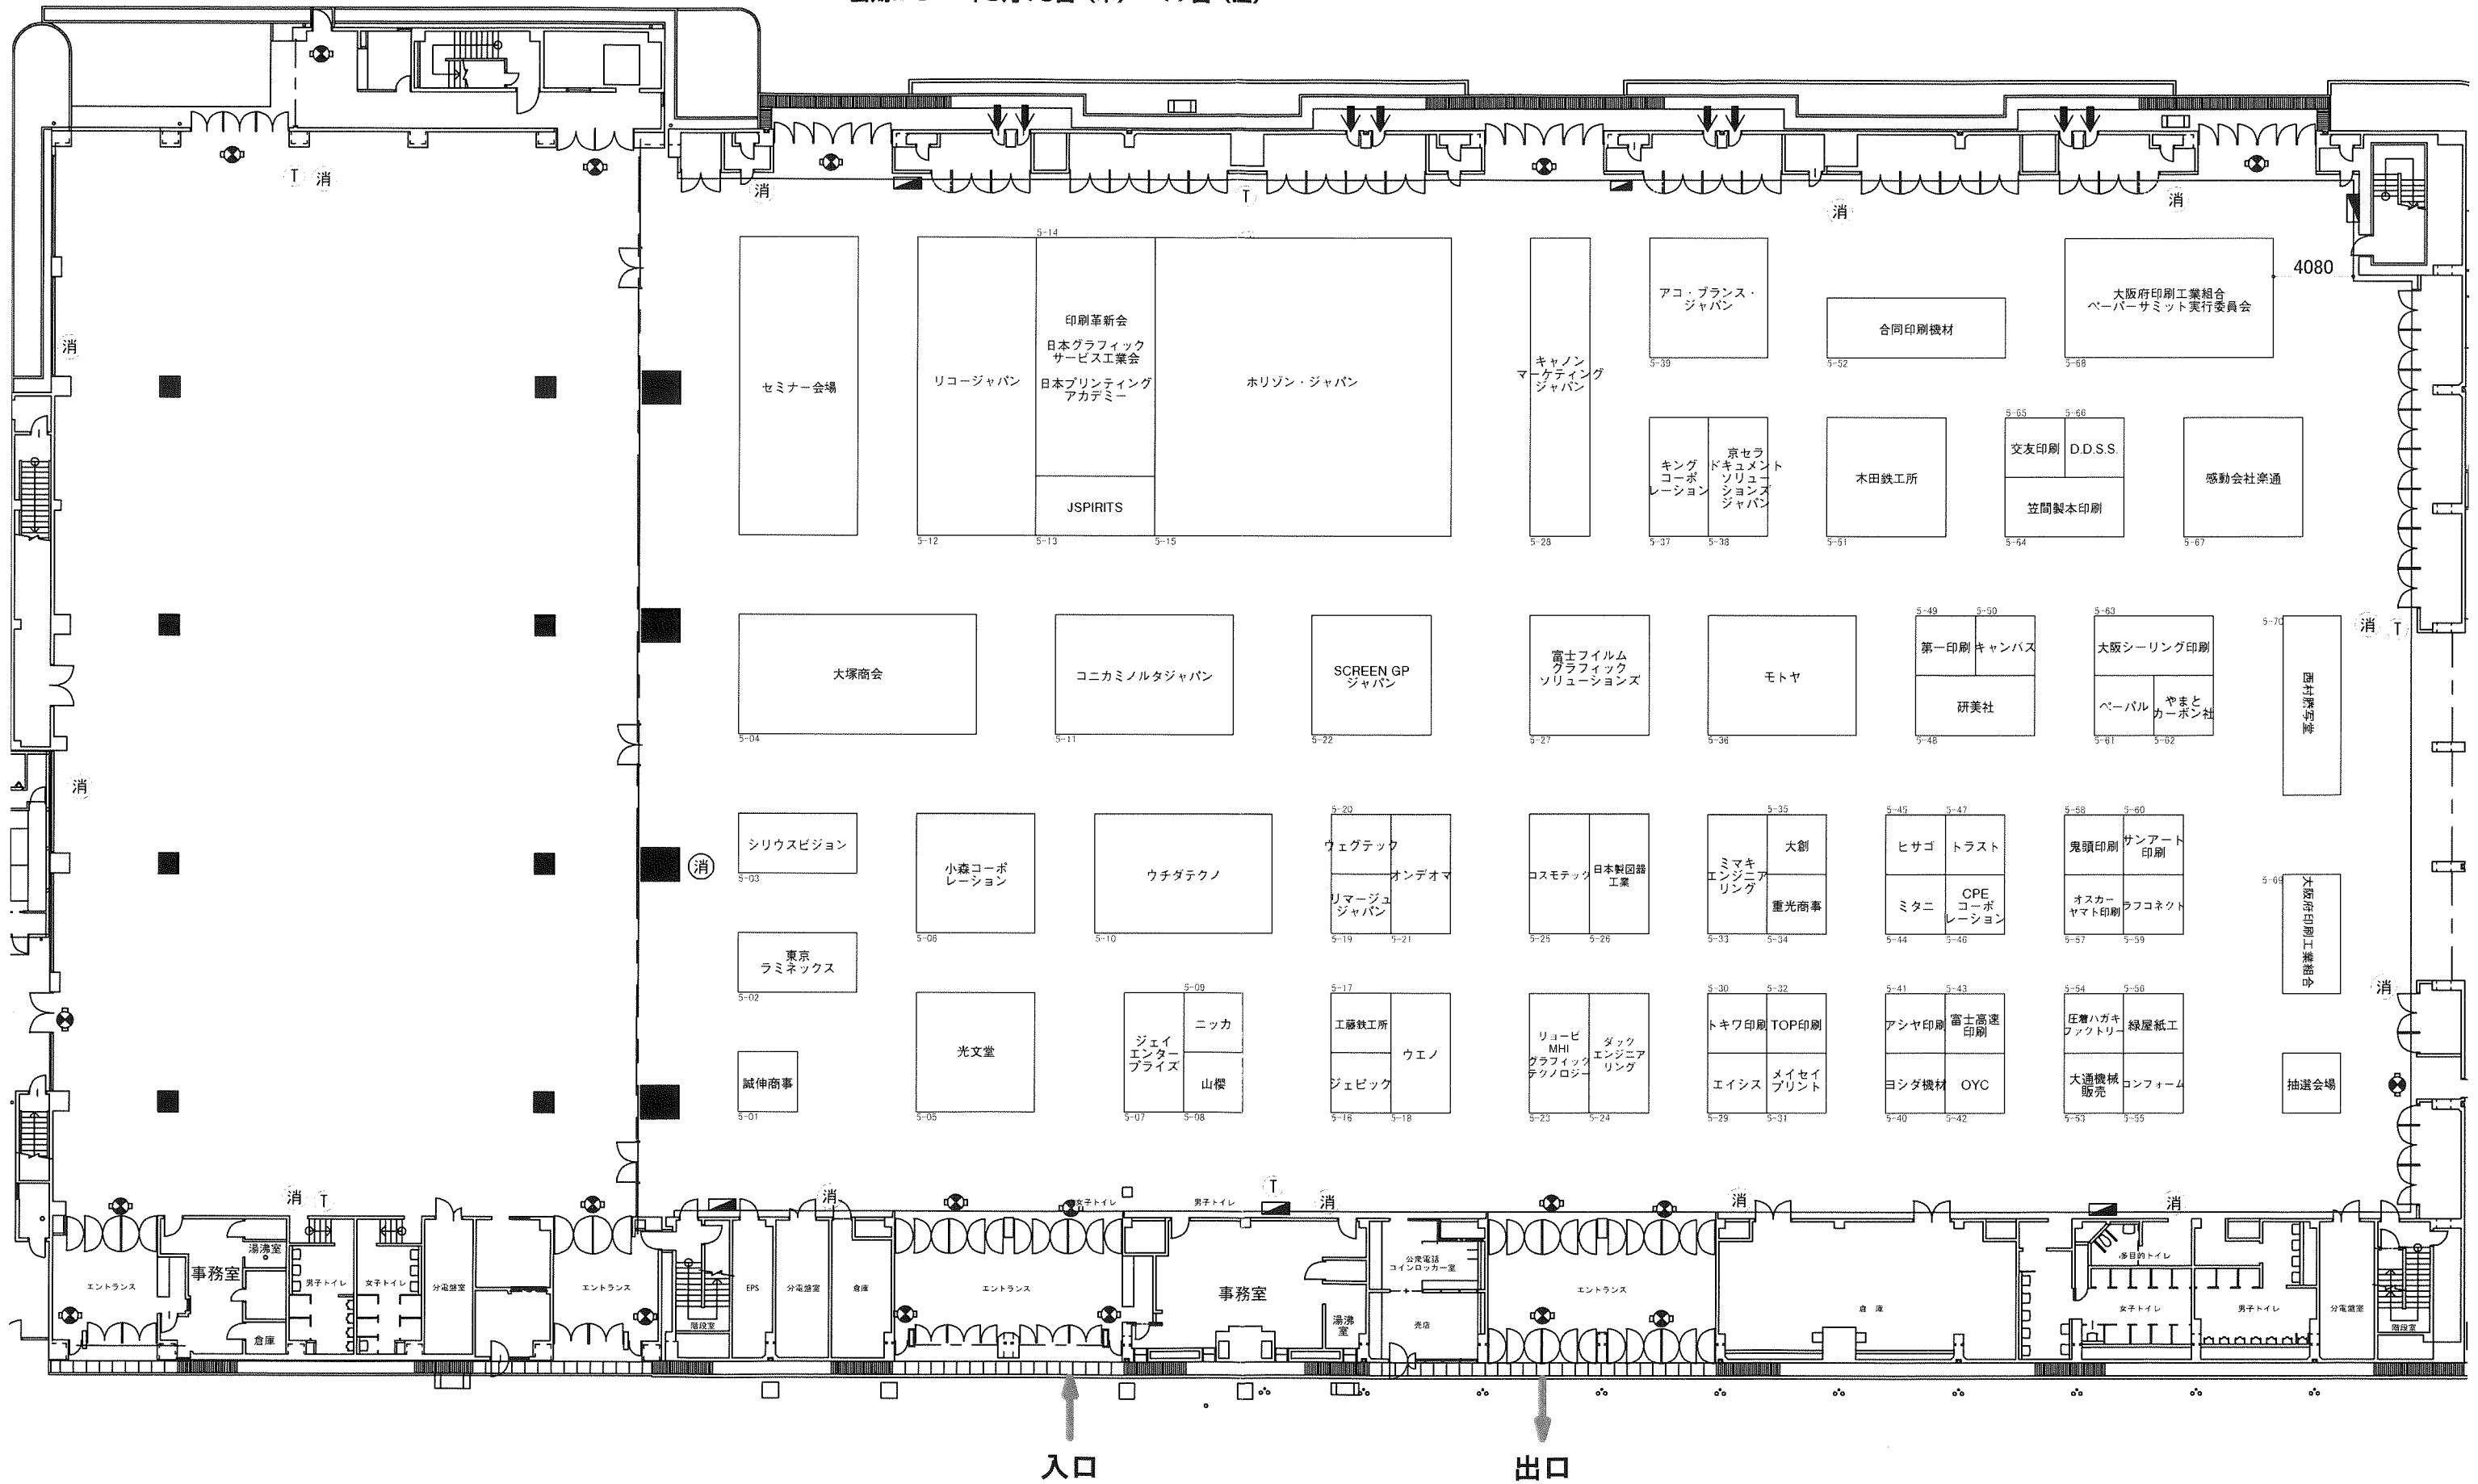 T 消
消
T
消
消
5-14
4080
セミナー会場
リコージャパン
印刷革新会
日本グラフィック
サービス工業会
日本プリンティング
アカデミー
JSPIRITS
ホリゾン・ジャパン
キャノン
マーケティング
ジャパン
アコ・ブランス・
ジャパン
合同印刷機材
大阪府印刷工業組合
ペーパーサミット実行委員会
5-39
5-52
5-68
消
5-65 5-66
キング
コーポ
レーション
京セラ
ドキュメント
ソリュー
ションズ
ジャパン
木田鉄工所
交友印刷
D.D.S.S.
笠間製本印刷
感動会社楽通
5-12
5-13
5-15
5-28
5-37
5-38
5-51
5-64
5-67
5-49 5-50
5-63
5-70
消 T
大塚商会
コニカミノルタジャパン
SCREEN GP
ジャパン
富士フイルム
グラフィック
ソリューションズ
モトヤ
第一印刷
キャンバス
研美社
大阪シーリング印刷
ペーパル
やまと
カーボン社
西村謄写堂
5-04
5-11
5-22
5-27
5-36
5-48
5-61
5-62
消
5-20
5-35
5-45
5-47
5-58
5-60
シリウスビジョン
5-03
消
小森コーポ
レーション
ウチダテクノ
ウェグテック
リマージュ
ジャパン
オンデオマ
コスモテック
日本製図器
工業
ミマキ
エンジニア
リング
大創
重光商事
ヒサゴ
トラスト
ミタニ
CPE
コーポ
レーション
鬼頭印刷
サンアート
印刷
オスカー
ヤマト印刷
ラフコネクト
5-69
大阪府印刷工業組合
5-06
5-10
5-19
5-21
5-25
5-26
5-33
5-34
5-44
5-46
5-57
5-59
東京
ラミネックス
5-02
消
5-09
5-17
5-30
5-32
5-41
5-43
5-54
5-56
誠伸商事
光文堂
ジェイ
エンター
プライズ
ニッカ
山櫻
工藤鉄工所
ジェピック
ウエノ
リョービ
MHI
グラフィック
テクノロジー
ダック
エンジニア
リング
トキワ印刷
TOP印刷
エイシス
メイセイ
プリント
アシヤ印刷
富士高速
印刷
ヨシダ機材
OYC
圧着ハガキ
ファクトリー
緑屋紙工
大通機械
販売
コンフォーム
抽選会場
5-01
5-05
5-07
5-08
5-16
5-18
5-23
5-24
5-29
5-31
5-40
5-42
5-53
5-55
消 T
消
女子トイレ
男子トイレ
T
消
消
消
エントランス
事務室
湯沸室
倉庫
男子トイレ
女子トイレ
分電盤室
エントランス
階段室
EPS
分電盤室
倉庫
エントランス
事務室
湯沸
室
公衆電話
コインロッカー室
売店
エントランス
倉 庫
多目的トイレ
女子トイレ
男子トイレ
分電盤室
階段室
入口
出口